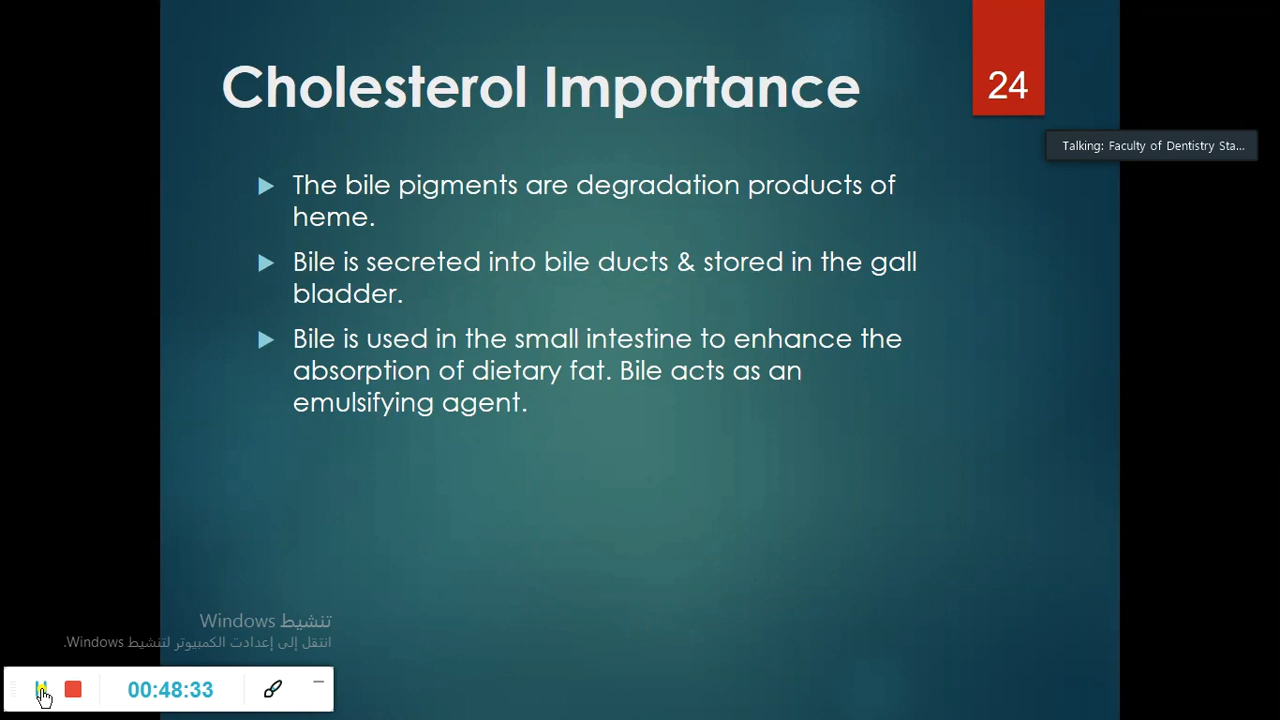 Cholesterol Importance
24
Talking: Faculty of Dentistry Sta...
The bile pigments are degradation products of
heme.
Bile is secreted into bile ducts & stored in the gall
bladder.
Bile is used in the small intestine to enhance the
absorption of dietary fat. Bile acts as an
emulsifying agent.
تنشيط Windows
انتقل إلى إعدادت الكمبيوتر لتنشيط Windows.
00:48:33